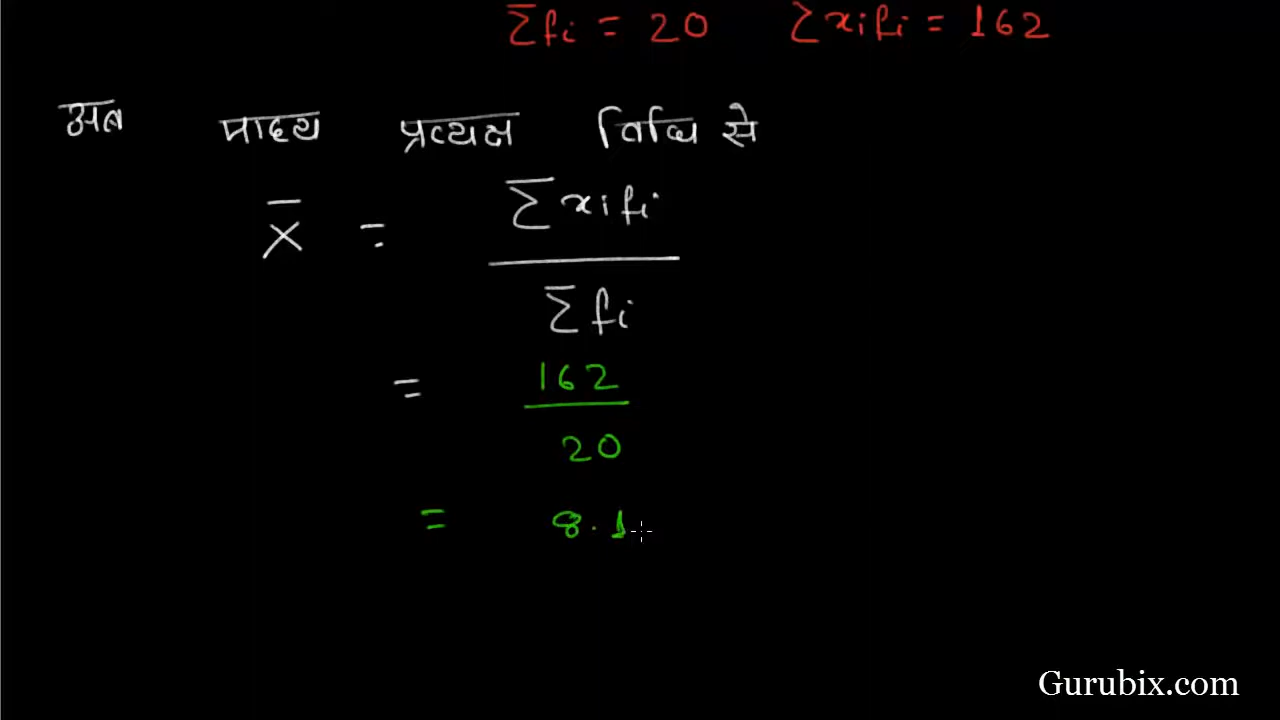 Σfi = 20 Σxifi = 162
अब माध्य प्रत्यक्ष विधि से
x̄ = Σxifi
Σfi
= 162
20
= 8.1
Gurubix.com